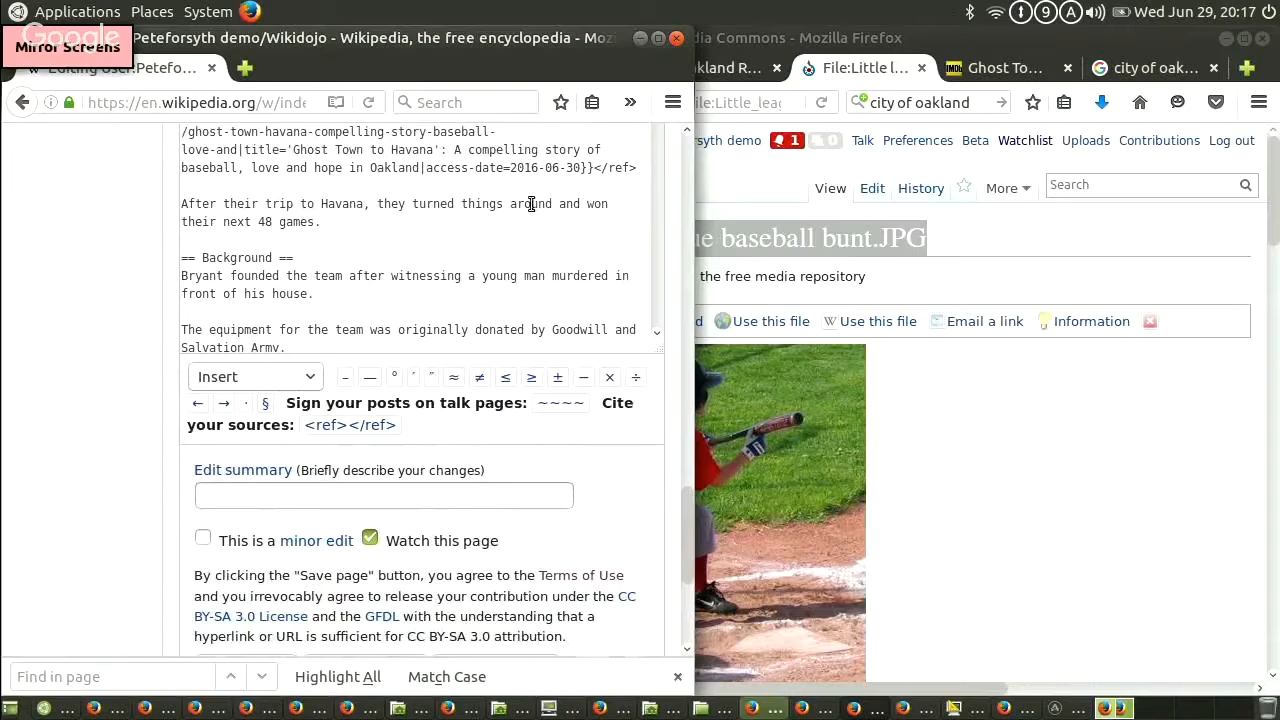 Applications Places System
Wed Jun 29, 20:17
Google
Mirror Screens
Peteforsyth demo/Wikidojo - Wikipedia, the free encyclopedia - Moz
ia Commons - Mozilla Firefox
Editing User:Petefo...
akland R...
File:Little l...
Ghost To...
city of oak...
https://en.wikipedia.org/w/inde
Search
ile:Little_leag
city of oakland
syth demo 1 0 Talk Preferences Beta Watchlist Uploads Contributions Log out
View Edit History More Search
/ghost-town-havana-compelling-story-baseball-
love-and|title='Ghost Town to Havana': A compelling story of
baseball, love and hope in Oakland|access-date=2016-06-30}}</ref>
After their trip to Havana, they turned things around and won
their next 48 games.
== Background ==
Bryant founded the team after witnessing a young man murdered in
front of his house.
The equipment for the team was originally donated by Goodwill and
Salvation Army.
ue baseball bunt.JPG
the free media repository
d Use this file Use this file Email a link Information
Insert – — ° ′ ″ ≈ ≠ ≤ ≥ ± − × ÷
← → · § Sign your posts on talk pages: ~~~~ Cite
your sources: <ref></ref>
Edit summary (Briefly describe your changes)
This is a minor edit Watch this page
By clicking the "Save page" button, you agree to the Terms of Use
and you irrevocably agree to release your contribution under the CC
BY-SA 3.0 License and the GFDL with the understanding that a
hyperlink or URL is sufficient for CC BY-SA 3.0 attribution.
Find in page Highlight All Match Case